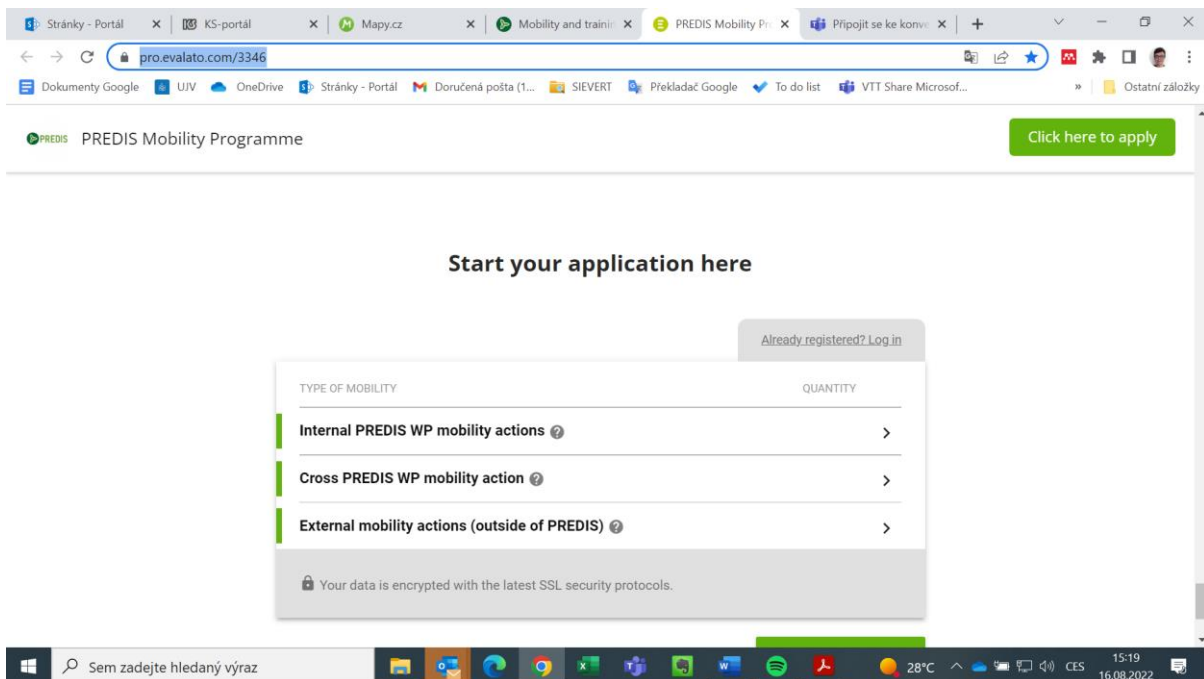 Stránky - Portál
KS-portál
Mapy.cz
Mobility and trainin
PREDIS Mobility Pro
Připojit se ke konve
pro.evalato.com/3346
Dokumenty Google UJV OneDrive Stránky - Portál Doručená pošta (1... SIEVERT Překladač Google To do list VTT Share Microsof... » Ostatní záložky
PREDIS PREDIS Mobility Programme
Click here to apply
Start your application here
Already registered? Log in
TYPE OF MOBILITY QUANTITY
Internal PREDIS WP mobility actions
Cross PREDIS WP mobility action
External mobility actions (outside of PREDIS)
Your data is encrypted with the latest SSL security protocols.
Sem zadejte hledaný výraz
28°C CES 15:19
16.08.2022